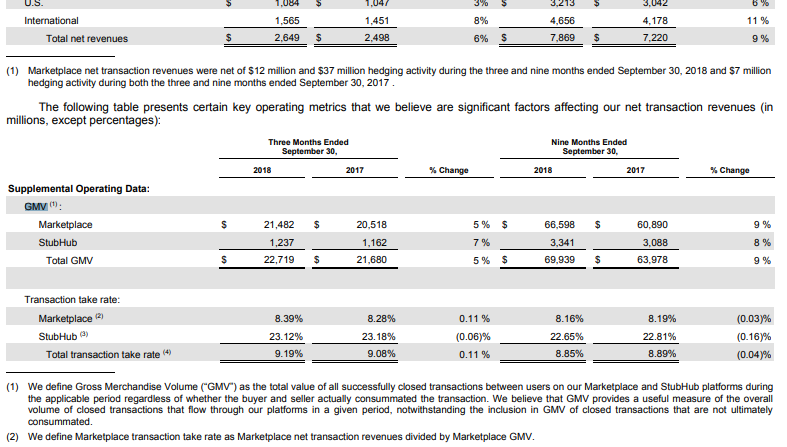 U.S. $ 1,084 $ 1,047 3% $ 3,213 $ 3,042 6 %
International 1,565 1,451 8% 4,656 4,178 11 %
Total net revenues $ 2,649 $ 2,498 6% $ 7,869 $ 7,220 9 %
(1) Marketplace net transaction revenues were net of $12 million and $37 million hedging activity during the three and nine months ended September 30, 2018 and $7 million
hedging activity during both the three and nine months ended September 30, 2017 .
The following table presents certain key operating metrics that we believe are significant factors affecting our net transaction revenues (in
millions, except percentages):
Three Months Ended
September 30,
Nine Months Ended
September 30,
2018 2017 % Change 2018 2017 % Change
Supplemental Operating Data:
GMV (1) :
Marketplace $ 21,482 $ 20,518 5 % $ 66,598 $ 60,890 9 %
StubHub 1,237 1,162 7 % 3,341 3,088 8 %
Total GMV $ 22,719 $ 21,680 5 % $ 69,939 $ 63,978 9 %
Transaction take rate:
Marketplace (2) 8.39% 8.28% 0.11 % 8.16% 8.19% (0.03)%
StubHub (3) 23.12% 23.18% (0.06)% 22.65% 22.81% (0.16)%
Total transaction take rate (4) 9.19% 9.08% 0.11 % 8.85% 8.89% (0.04)%
(1) We define Gross Merchandise Volume ("GMV") as the total value of all successfully closed transactions between users on our Marketplace and StubHub platforms during
the applicable period regardless of whether the buyer and seller actually consummated the transaction. We believe that GMV provides a useful measure of the overall
volume of closed transactions that flow through our platforms in a given period, notwithstanding the inclusion in GMV of closed transactions that are not ultimately
consummated.
(2) We define Marketplace transaction take rate as Marketplace net transaction revenues divided by Marketplace GMV.